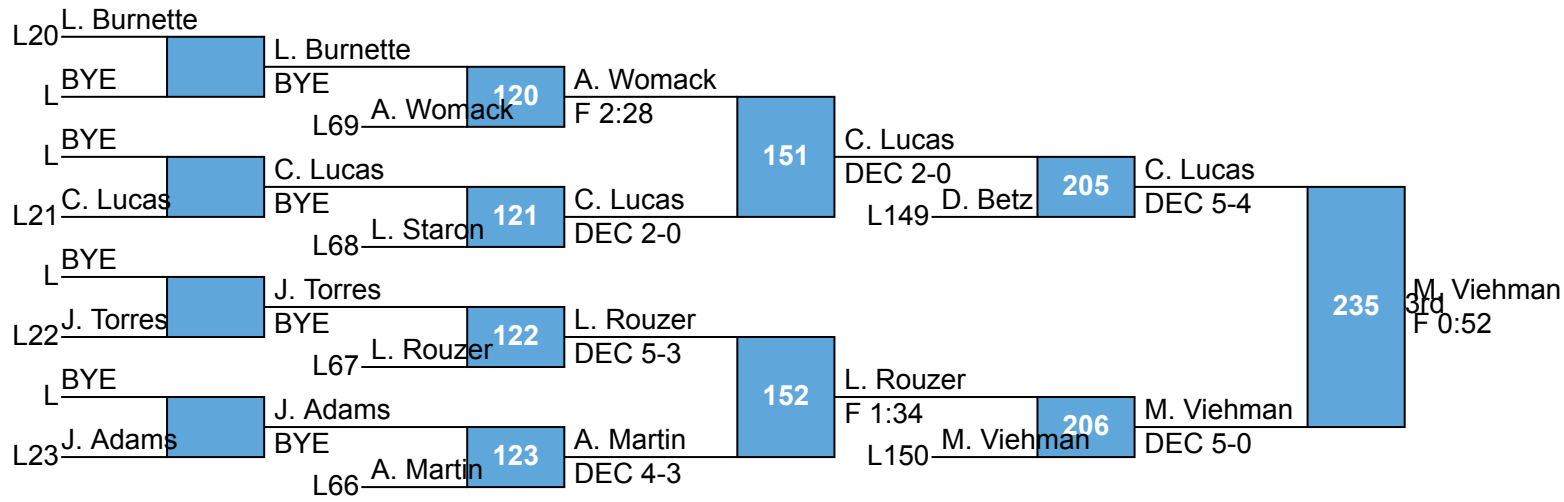 L20 L. Burnette
L BYE
L BYE
L21 C. Lucas
L BYE
L22 J. Torres
L BYE
L23 J. Adams
L. Burnette
BYE
L69 A. Womack
120
C. Lucas
BYE
L68 L. Staron
121
J. Torres
BYE
L67 L. Rouzer
122
J. Adams
BYE
L66 A. Martin
123
A. Womack
F 2:28
C. Lucas
DEC 2-0
151
L. Rouzer
DEC 5-3
A. Martin
DEC 4-3
152
C. Lucas
DEC 2-0
L149 D. Betz
205
L. Rouzer
F 1:34
L150 M. Viehman
206
C. Lucas
DEC 5-4
M. Viehman
DEC 5-0
235
M. Viehman
3rd
F 0:52